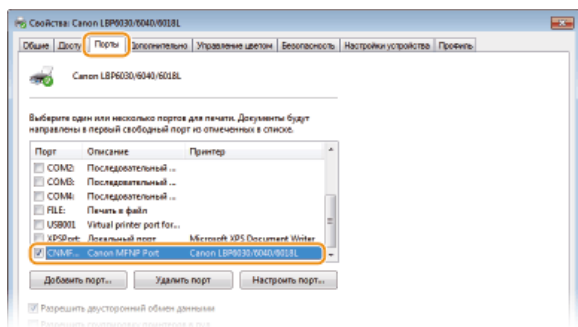 Свойства: Canon LBP6030/6040/6018L
Общие Досту Порты Дополнительно Управление цветом Безопасность Настройки устройства Профиль
Canon LBP6030/6040/6018L
Выберите один или несколько портов для печати. Документы будут
направлены в первый свободный порт из отмеченных в списке.
Порт Описание Принтер
COM2: Последовательный ...
COM3: Последовательный ...
COM4: Последовательный ...
FILE: Печать в файл
USB001 Virtual printer port for...
XPSPort: Локальный порт Microsoft XPS Document Writer
CNMF... Canon MFNP Port Canon LBP6030/6040/6018L
Добавить порт... Удалить порт Настроить порт...
Разрешить двусторонний обмен данными